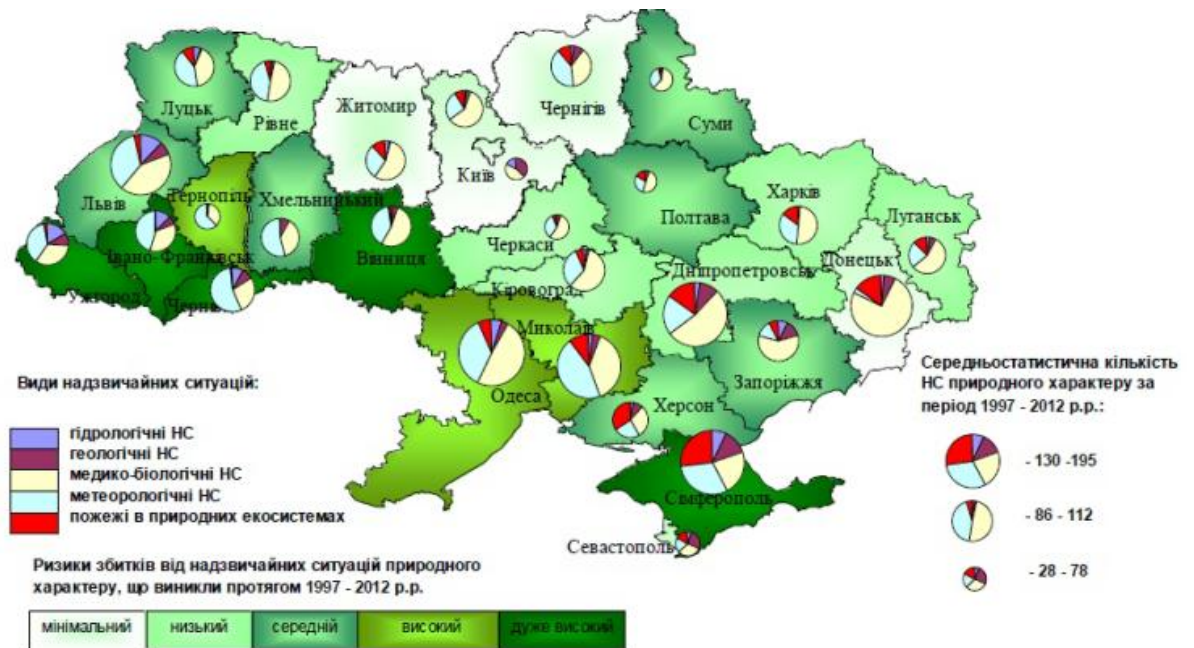 Луцьк
Рівне
Житомир
Чернігів
Суми
Київ
Львів
Тернопіль
Хмельницький
Полтава
Харків
Луганськ
Івано-Франківськ
Вінниця
Черкаси
Ужгород
Черні
Кіровоград
Дніпропетровськ
Донецьк
Одеса
Миколаїв
Запоріжжя
Херсон
Сімферополь
Севастополь
Види надзвичайних ситуацій:
гідрологічні НС
геологічні НС
медико-біологічні НС
метеорологічні НС
пожежі в природних екосистемах
Ризики збитків від надзвичайних ситуацій природного
характеру, що виникли протягом 1997 - 2012 р.р.
мінімальний низький середній високий дуже високий
Середньостатистична кількість
НС природного характеру за
період 1997 - 2012 р.р.:
- 130 -195
- 86 - 112
- 28 - 78